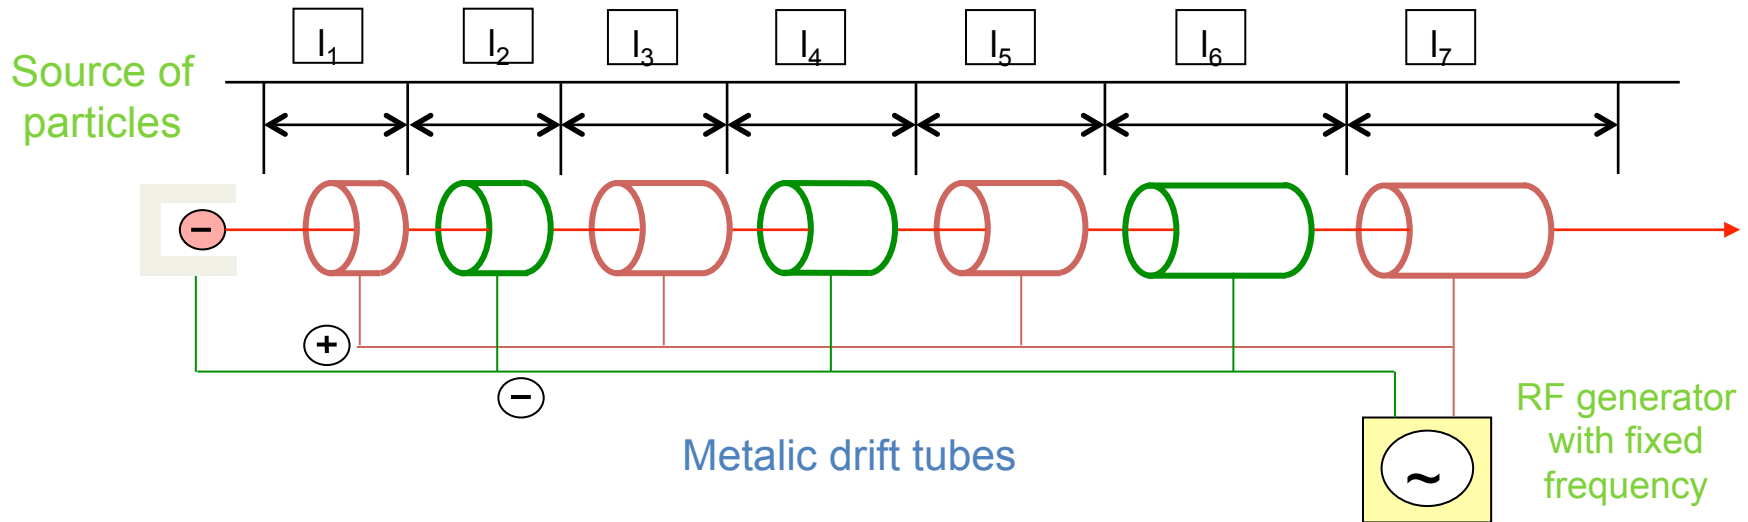 l₁ l₂ l₃ l₄ l₅ l₆ l₇
Source of
particles
−
+
−
Metalic drift tubes
RF generator
with fixed
frequency
~